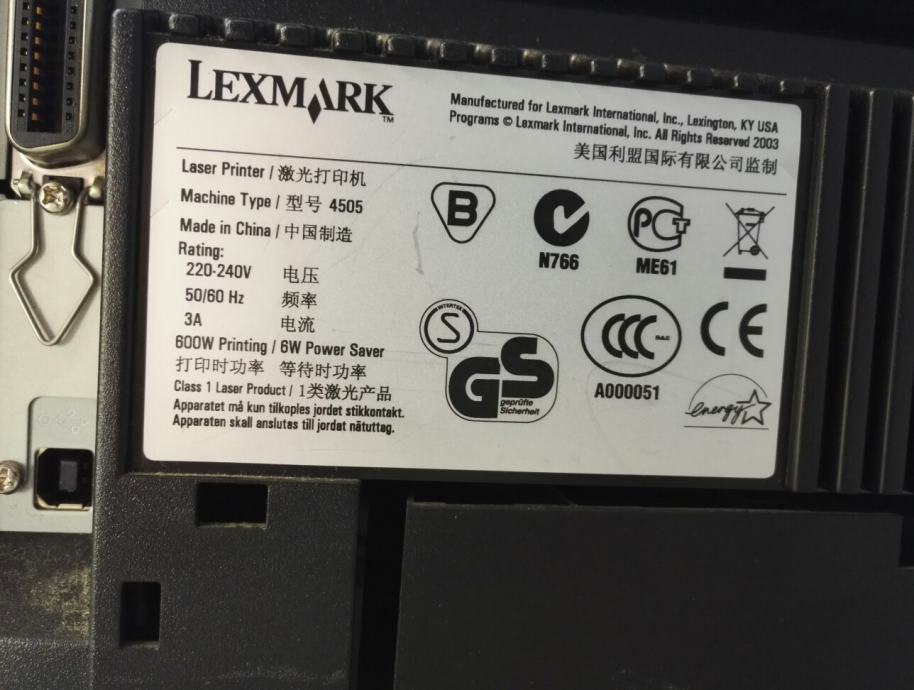 LEXMARK™
Manufactured for Lexmark International, Inc., Lexington, KY USA
Programs © Lexmark International, Inc. All Rights Reserved 2003
美国利盟国际有限公司监制
Laser Printer / 激光打印机
Machine Type / 型号 4505
Made in China / 中国制造
Rating:
220-240V 电压
50/60 Hz 频率
3A 电流
600W Printing / 6W Power Saver
打印时功率 等待时功率
Class 1 Laser Product / 1类激光产品
Apparatet må kun tilkoples jordet stikkontakt.
Apparaten skall anslutas till jordat nätuttag.
B
N766
PCT
ME61
INTERTEK
S
GS
geprüfte
Sicherheit
CCC
S&E
A000051
CE
energy